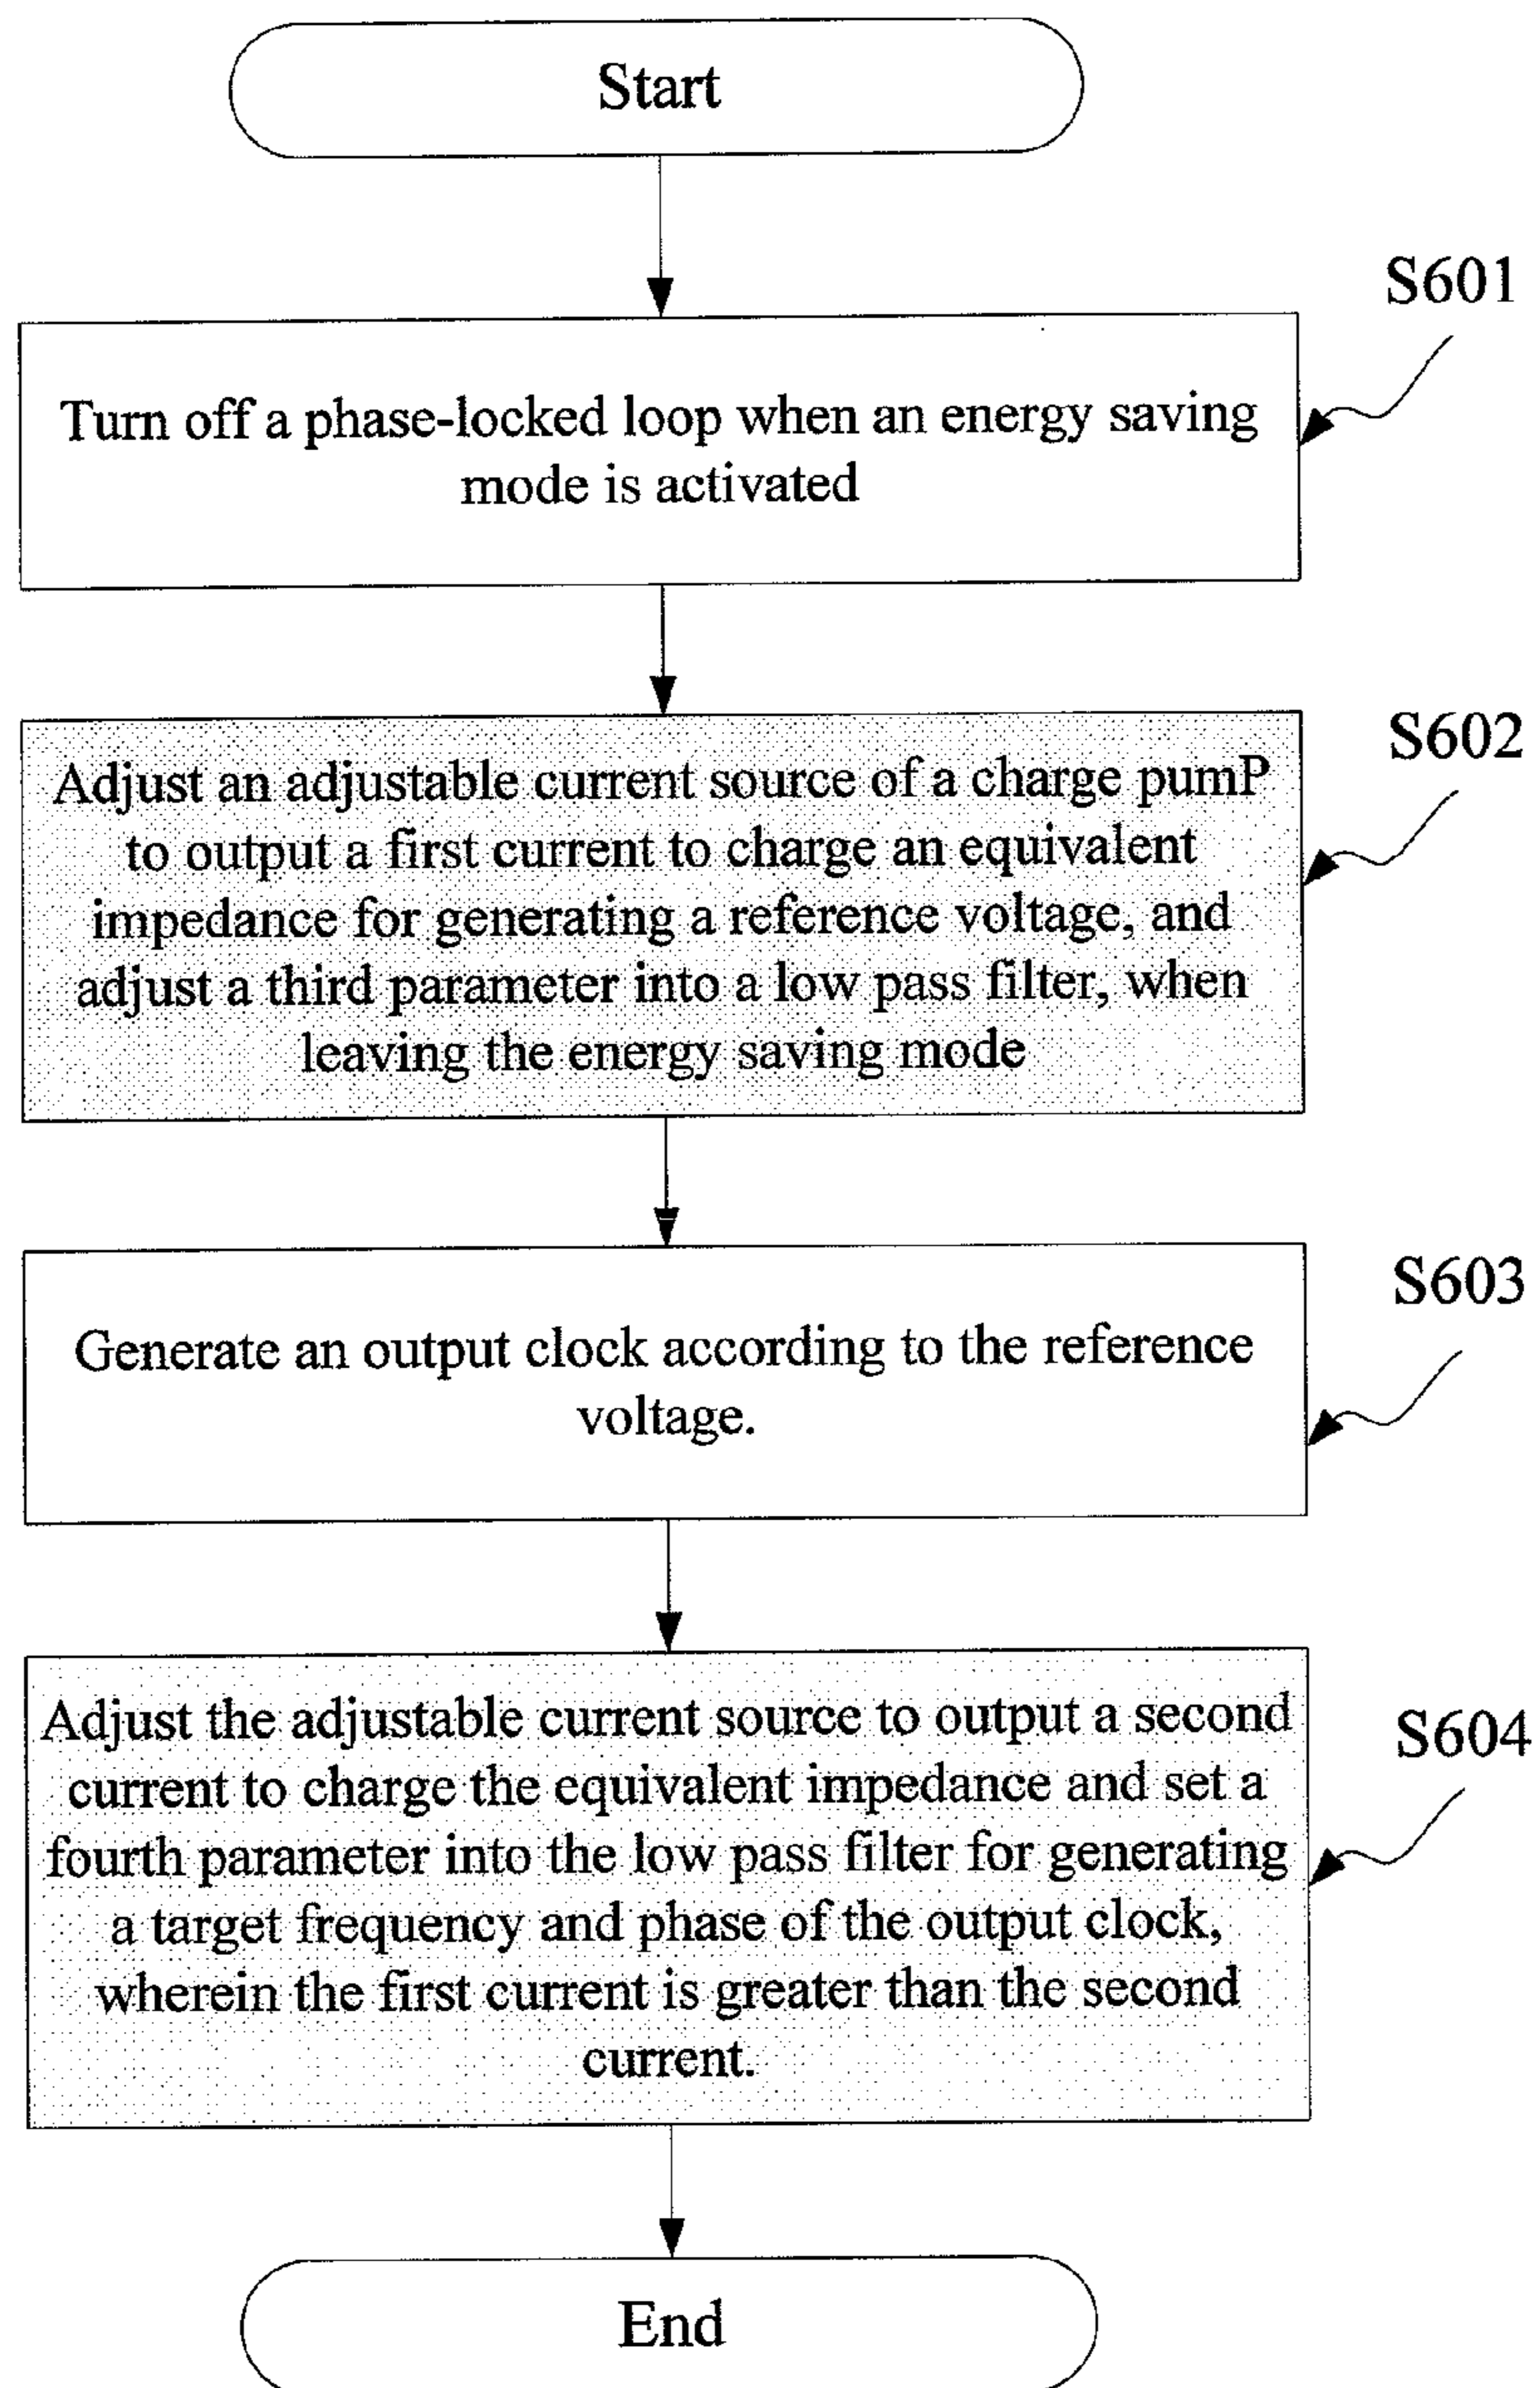 Start
S601
Turn off a phase-locked loop when an energy saving
mode is activated
S602
Adjust an adjustable current source of a charge pumP
to output a first current to charge an equivalent
impedance for generating a reference voltage, and
adjust a third parameter into a low pass filter, when
leaving the energy saving mode
S603
Generate an output clock according to the reference
voltage.
S604
Adjust the adjustable current source to output a second
current to charge the equivalent impedance and set a
fourth parameter into the low pass filter for generating
a target frequency and phase of the output clock,
wherein the first current is greater than the second
current.
End